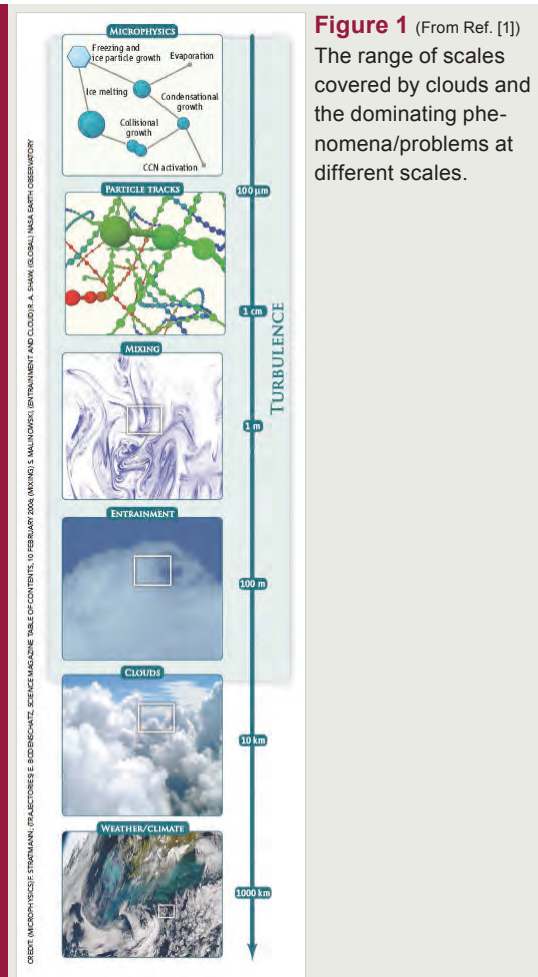 Figure 1 (From Ref. [1])
The range of scales
covered by clouds and
the dominating phe-
nomena/problems at
different scales.
MICROPHYSICS
Freezing and
ice particle growth
Evaporation
Ice melting
Condensational
growth
Collisional
growth
CCN activation
PARTICLE TRACKS
100 µm
1 cm
TURBULENCE
MIXING
1 m
ENTRAINMENT
100 m
CLOUDS
10 km
WEATHER/CLIMATE
1000 km
CREDIT: (MICROPHYSICS) F. STRATMANN; (TRAJECTORIES) E. BODENSCHATZ, SCIENCE MAGAZINE TABLE OF CONTENTS, 10 FEBRUARY 2006; (MIXING) S. MALINOWSKI; (ENTRAINMENT AND CLOUD) R. A. SHAW; (GLOBAL) NASA EARTH OBSERVATORY